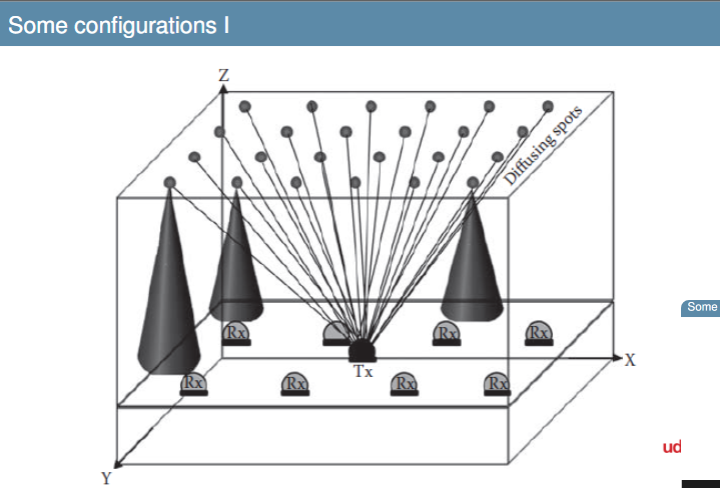 Some configurations I
Z
Diffusing spots
Some
Rx
Rx
Rx
X
Tx
Rx
Rx
Rx
Rx
ud
Y